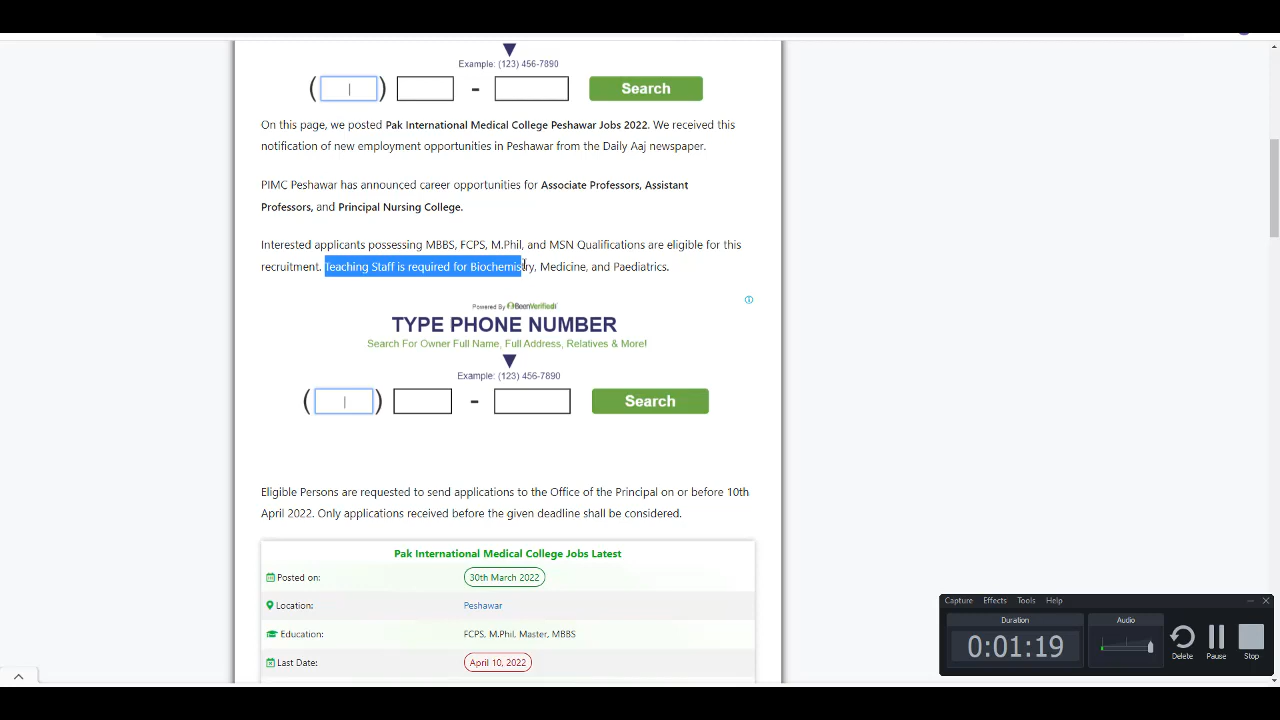 Example: (123) 456-7890
( ) - Search
On this page, we posted Pak International Medical College Peshawar Jobs 2022. We received this
notification of new employment opportunities in Peshawar from the Daily Aaj newspaper.
PIMC Peshawar has announced career opportunities for Associate Professors, Assistant
Professors, and Principal Nursing College.
Interested applicants possessing MBBS, FCPS, M.Phil, and MSN Qualifications are eligible for this
recruitment. Teaching Staff is required for Biochemistry, Medicine, and Paediatrics.
Powered By BeenVerified
TYPE PHONE NUMBER
Search For Owner Full Name, Full Address, Relatives & More!
Example: (123) 456-7890
( ) - Search
Eligible Persons are requested to send applications to the Office of the Principal on or before 10th
April 2022. Only applications received before the given deadline shall be considered.
Pak International Medical College Jobs Latest
Posted on: 30th March 2022
Location: Peshawar
Education: FCPS, M.Phil, Master, MBBS
Last Date: April 10, 2022
Capture Effects Tools Help
Duration Audio
0:01:19
Delete Pause Stop